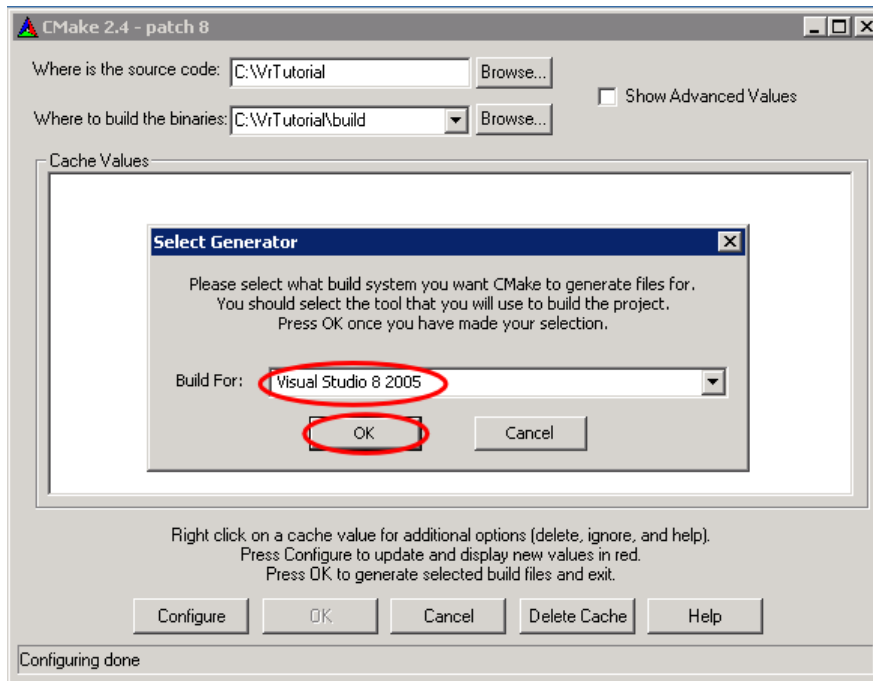 CMake 2.4 - patch 8
Where is the source code: C:\VrTutorial Browse...
Show Advanced Values
Where to build the binaries: C:\VrTutorial\build Browse...
Cache Values
Select Generator
Please select what build system you want CMake to generate files for.
You should select the tool that you will use to build the project.
Press OK once you have made your selection.
Build For: Visual Studio 8 2005
OK Cancel
Right click on a cache value for additional options (delete, ignore, and help).
Press Configure to update and display new values in red.
Press OK to generate selected build files and exit.
Configure OK Cancel Delete Cache Help
Configuring done